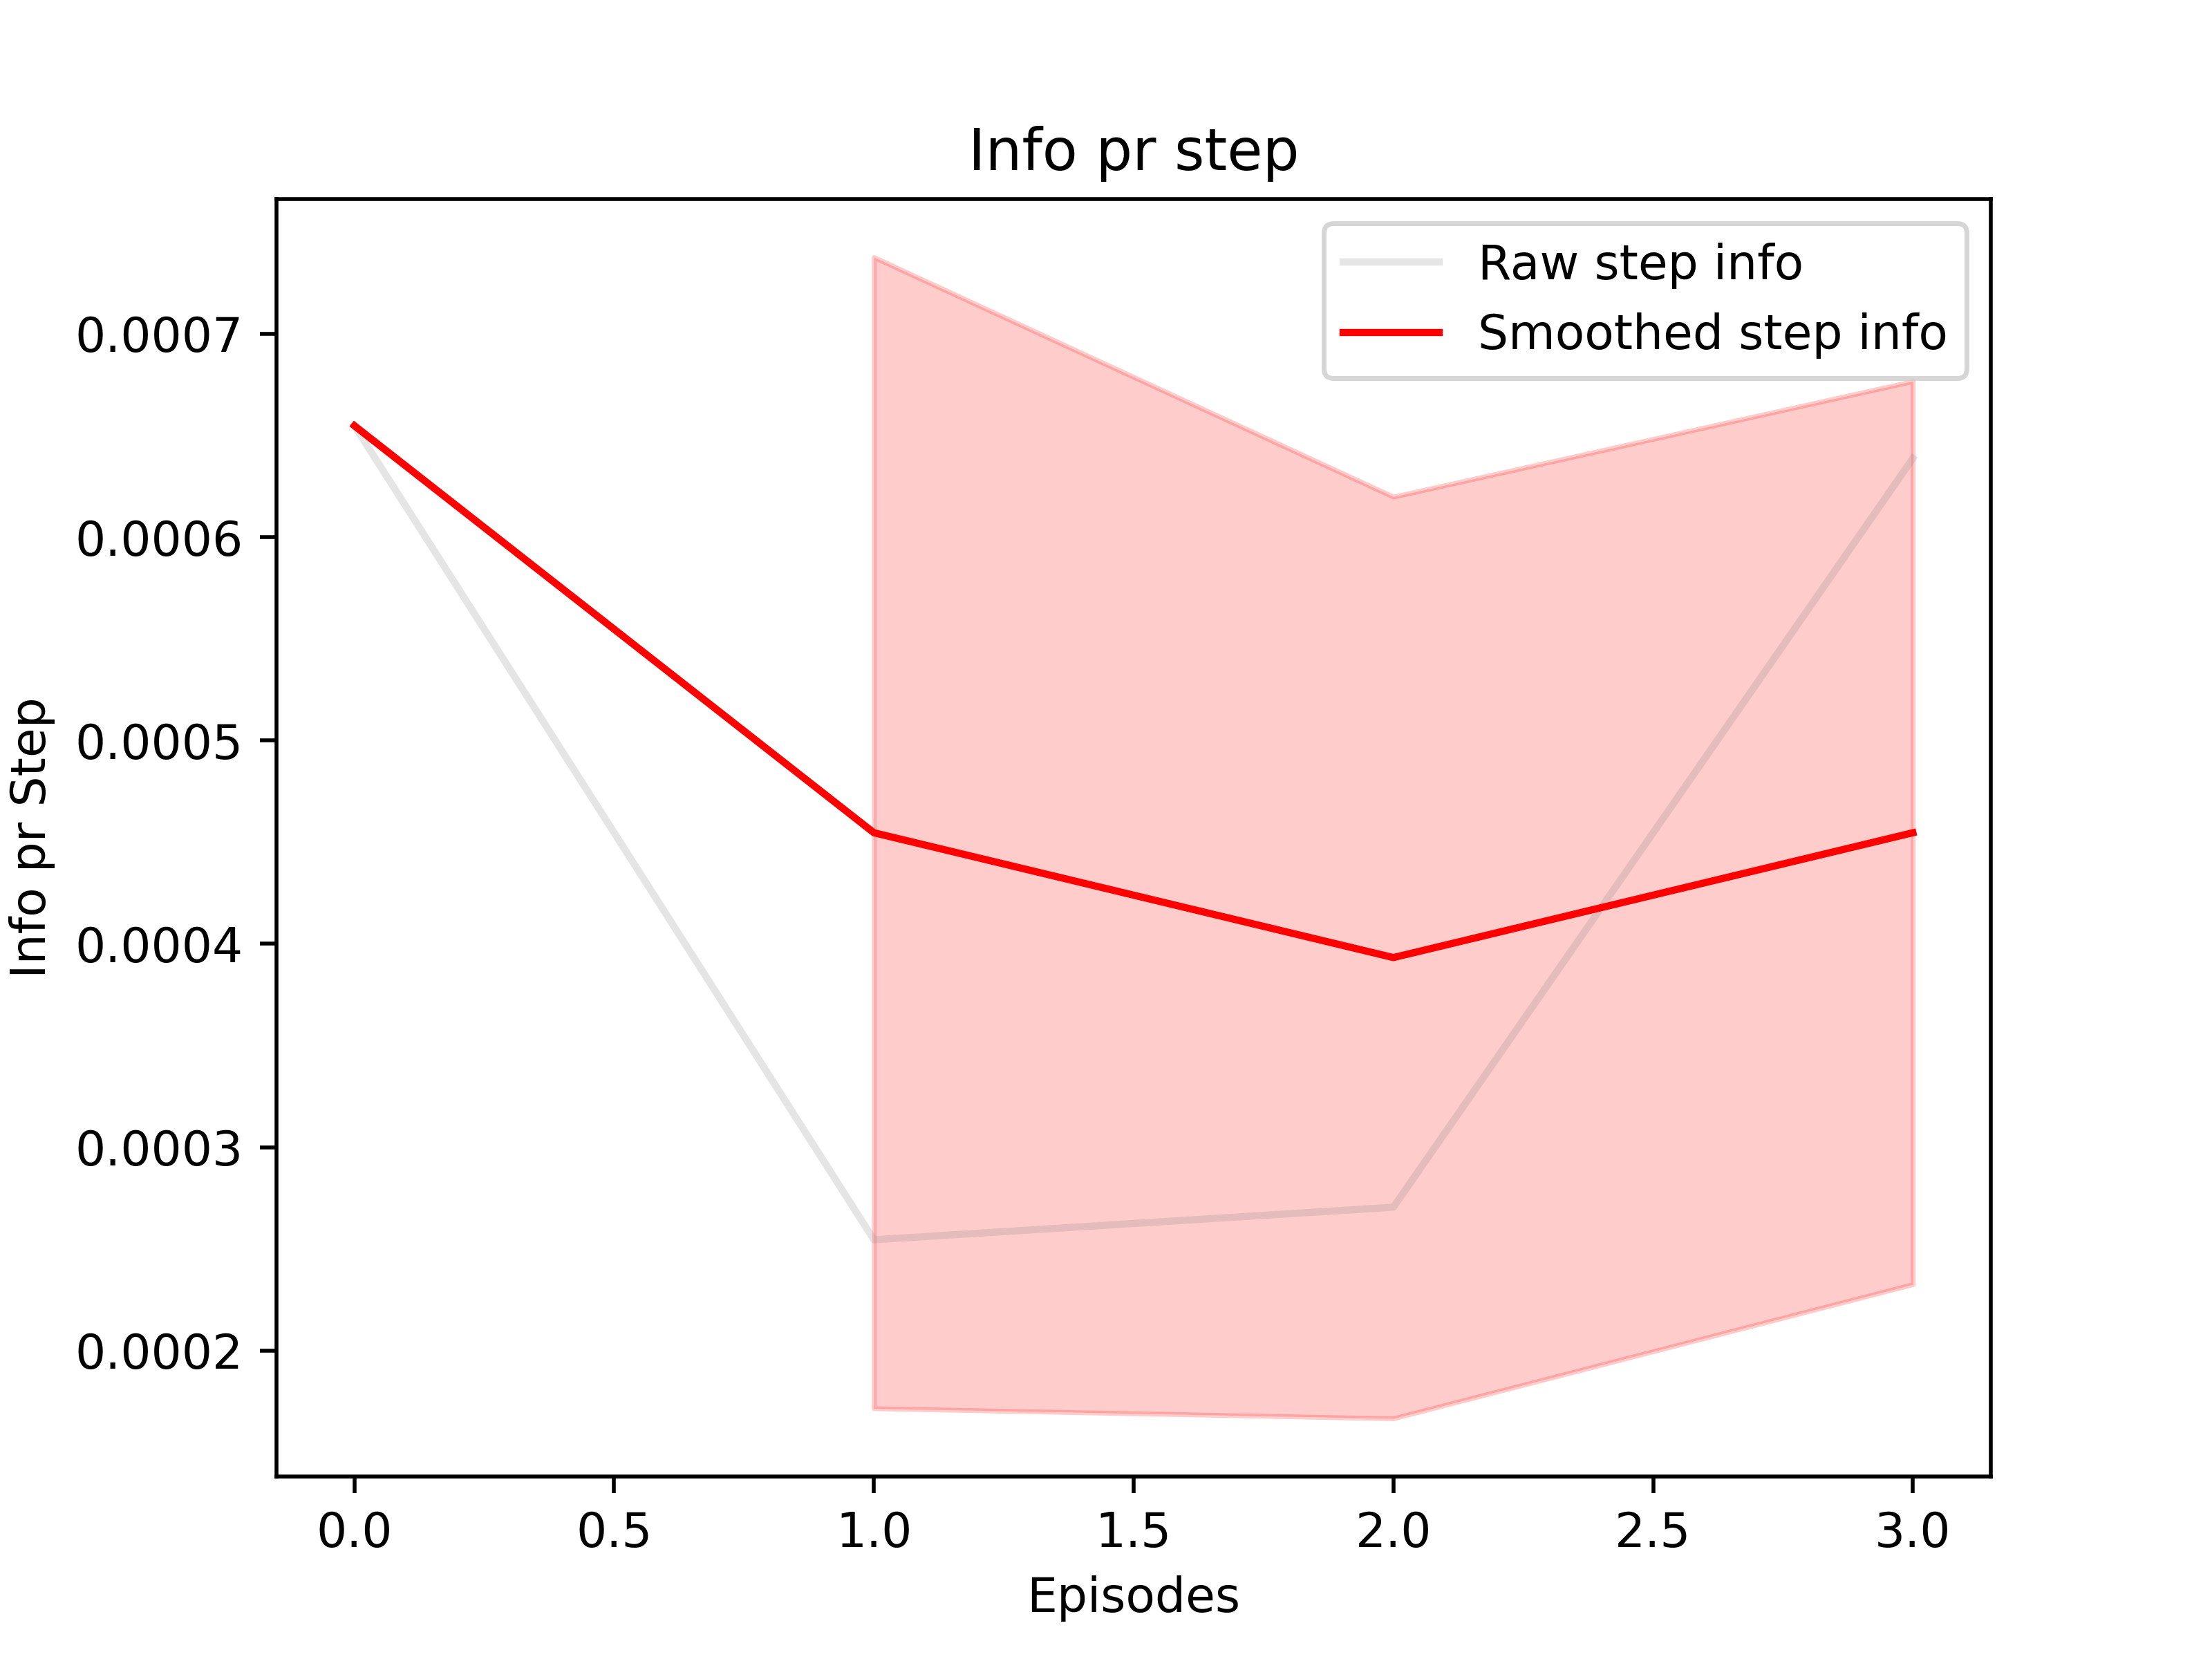 Info pr step
Raw step info
Smoothed step info
0.0007
0.0006
0.0005
0.0004
0.0003
0.0002
Info pr Step
0.0 0.5 1.0 1.5 2.0 2.5 3.0
Episodes